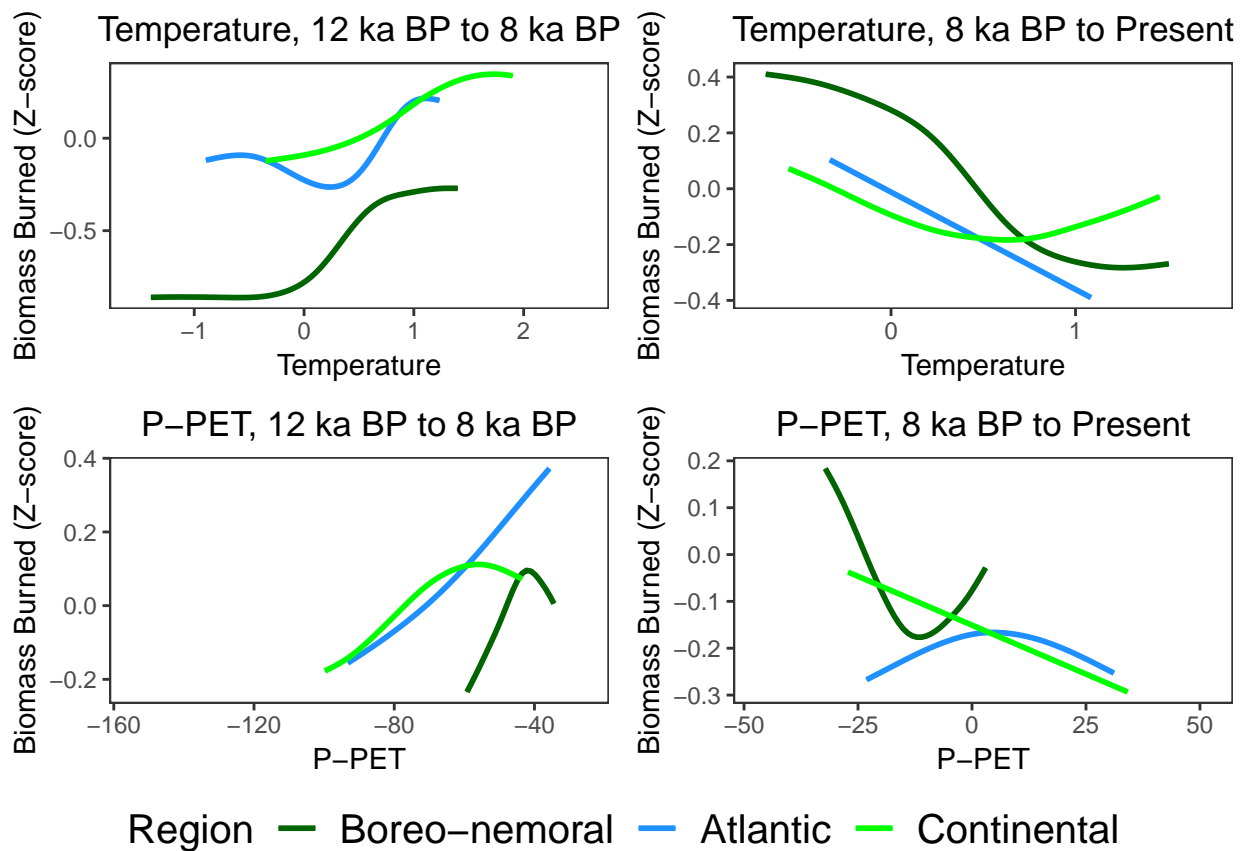 Temperature, 12 ka BP to 8 ka BP
Biomass Burned (Z−score)
0.0
−0.5
−1 0 1 2
Temperature
Temperature, 8 ka BP to Present
Biomass Burned (Z−score)
0.4
0.2
0.0
−0.2
−0.4
0 1
Temperature
P−PET, 12 ka BP to 8 ka BP
Biomass Burned (Z−score)
0.4
0.2
0.0
−0.2
−160 −120 −80 −40
P−PET
P−PET, 8 ka BP to Present
Biomass Burned (Z−score)
0.2
0.1
0.0
−0.1
−0.2
−0.3
−50 −25 0 25 50
P−PET
Region Boreo−nemoral Atlantic Continental